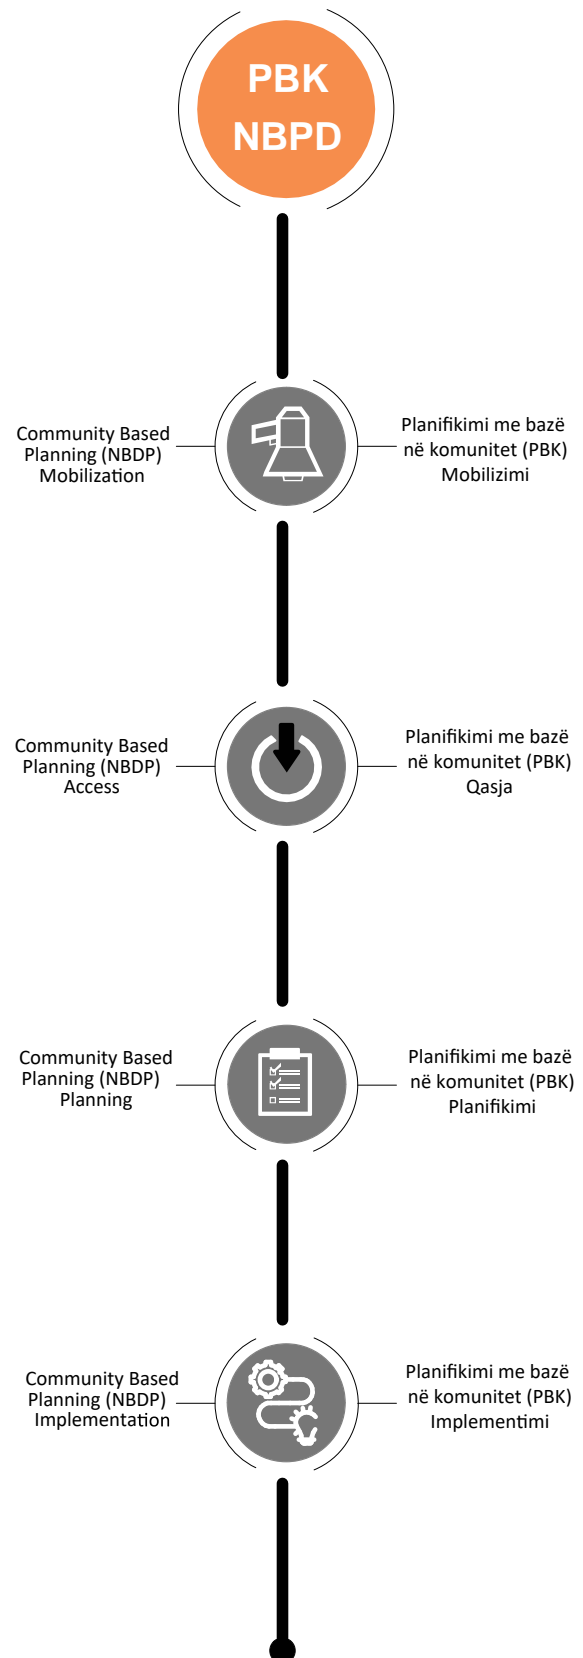 PBK
NBPD
Community Based
Planning (NBDP)
Mobilization
Planifikimi me bazë
në komunitet (PBK)
Mobilizimi
Community Based
Planning (NBDP)
Access
Planifikimi me bazë
në komunitet (PBK)
Qasja
Community Based
Planning (NBDP)
Planning
Planifikimi me bazë
në komunitet (PBK)
Planifikimi
Community Based
Planning (NBDP)
Implementation
Planifikimi me bazë
në komunitet (PBK)
Implementimi